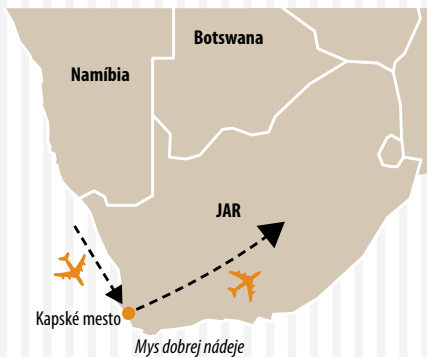 Botswana
Namíbia
JAR
Kapské mesto
Mys dobrej nádeje